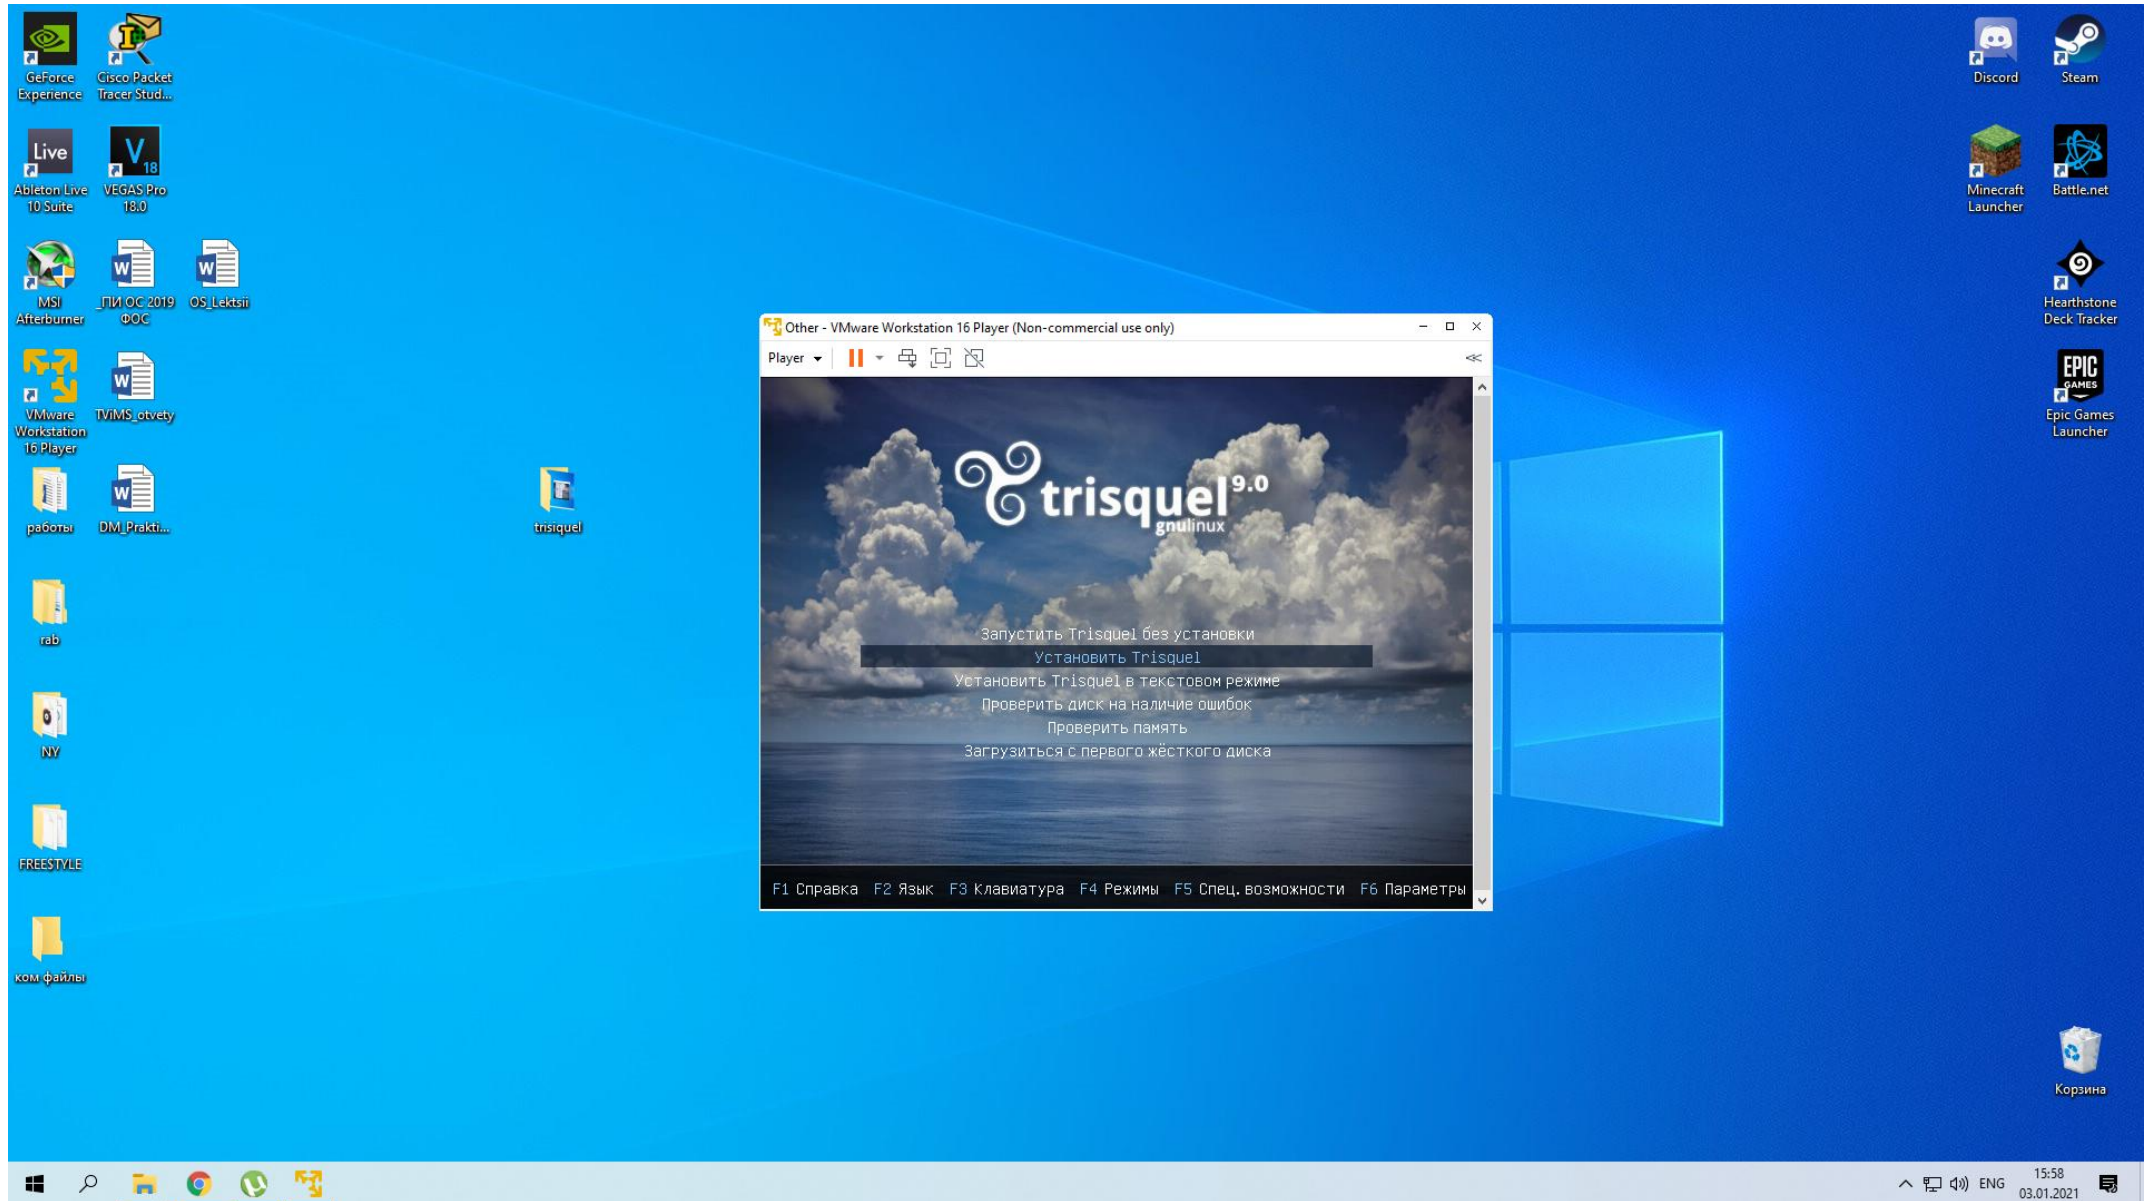 GeForce
Experience
Cisco Packet
Tracer Stud...
Live
Ableton Live
10 Suite
V
18
VEGAS Pro
18.0
MSI
Afterburner
W
_ПИ ОС 2019
ФОС
W
OS_Lektsii
VMware
Workstation
16 Player
W
TViMS_otvety
работы
W
DM_Prakti...
rab
NY
FREE$TYLE
ком файлы
trisiquel
Other - VMware Workstation 16 Player (Non-commercial use only)
Player
trisquel 9.0
gnulinux
Запустить Trisquel без установки
Установить Trisquel
Установить Trisquel в текстовом режиме
Проверить диск на наличие ошибок
Проверить память
Загрузиться с первого жёсткого диска
F1 Справка F2 Язык F3 Клавиатура F4 Режимы F5 Спец. возможности F6 Параметры
Discord
Steam
Minecraft
Launcher
Battle.net
Hearthstone
Deck Tracker
EPIC
GAMES
Epic Games
Launcher
Корзина
ENG
15:58
03.01.2021